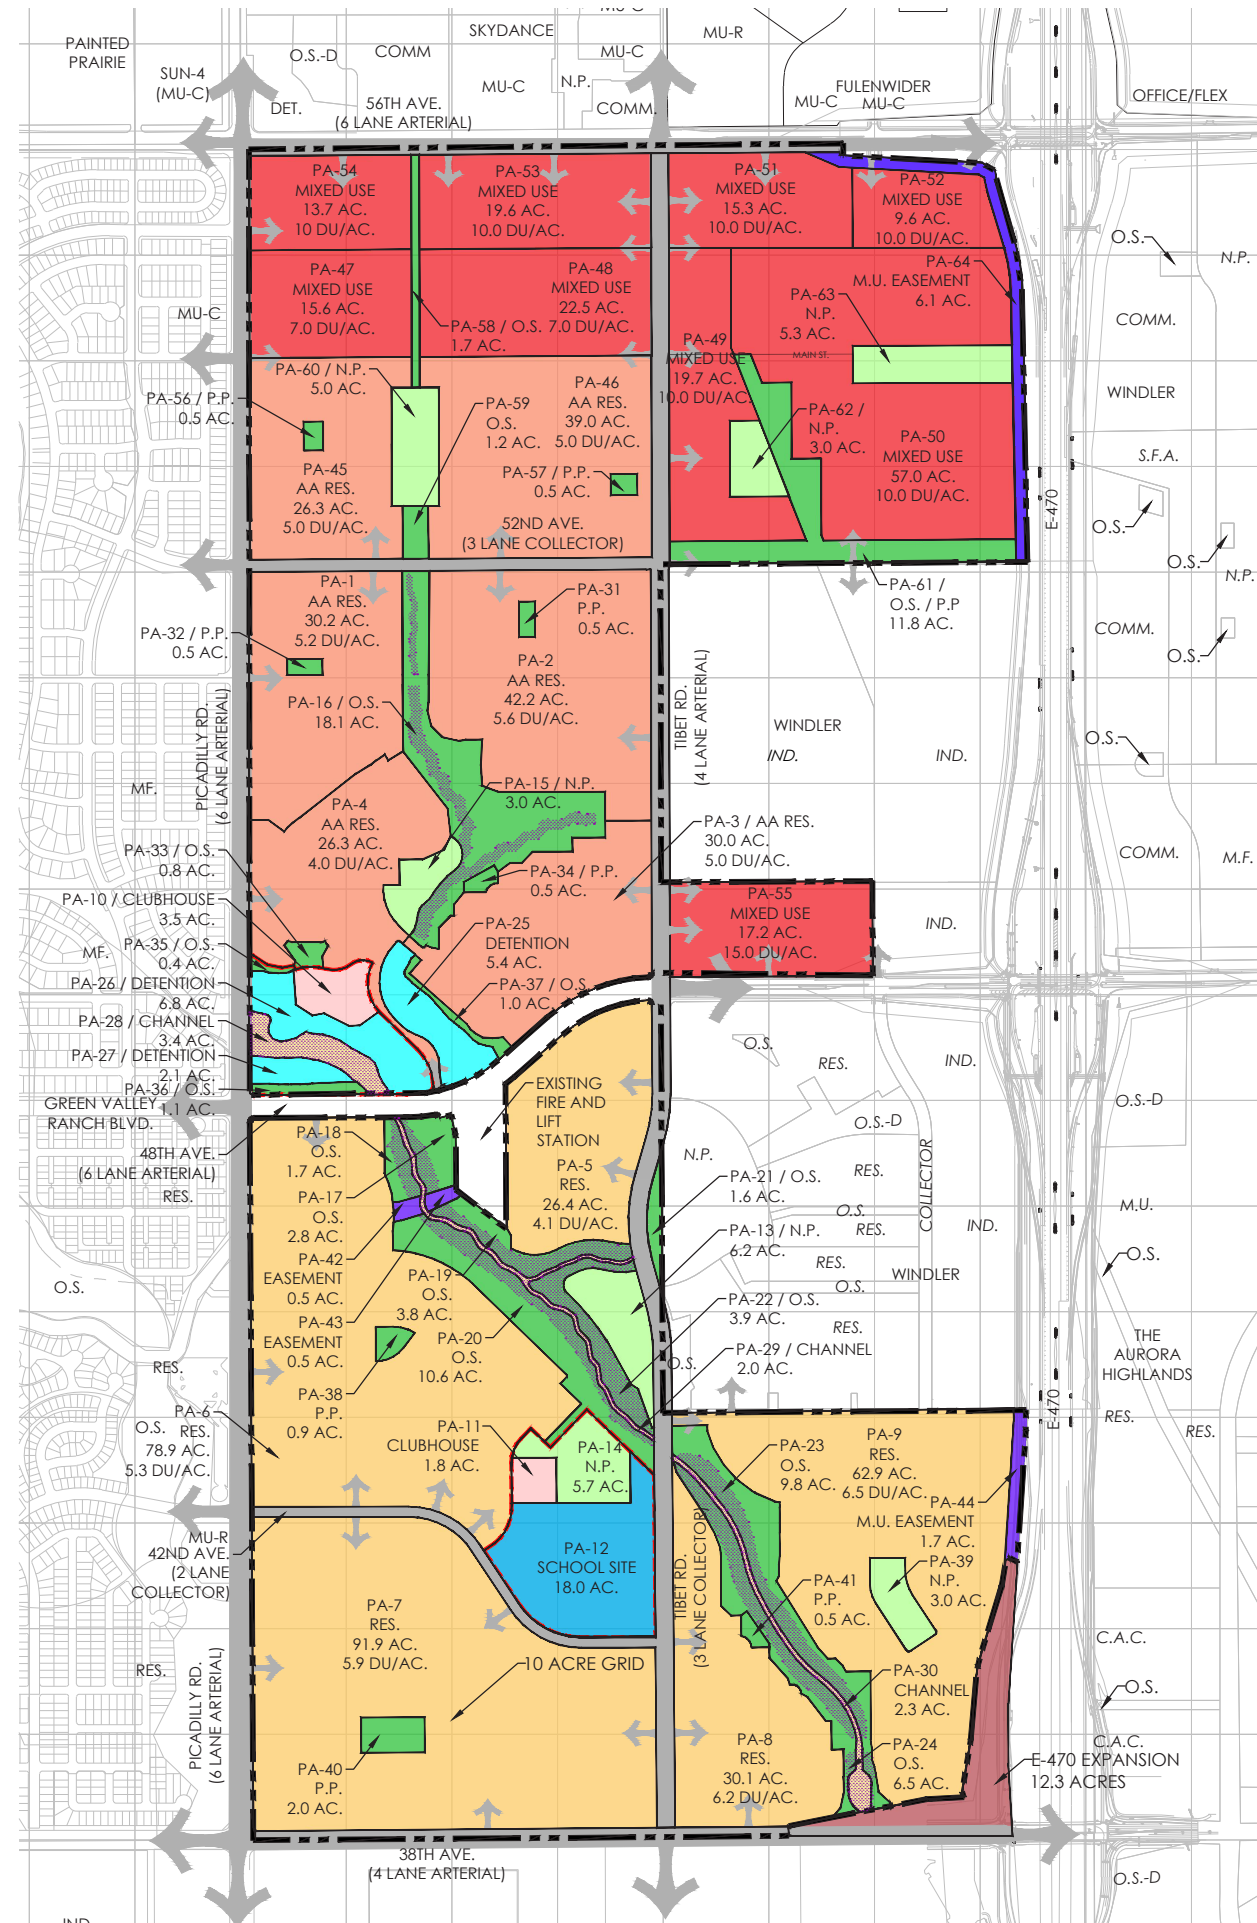 MU-C
SKYDANCE
MU-R
PAINTED
PRAIRIE
O.S.-D
COMM
MU-C
SUN-4
(MU-C)
MU-C
N.P.
FULENWIDER
MU-C
MU-C
OFFICE/FLEX
DET.
56TH AVE.
(6 LANE ARTERIAL)
COMM.
PA-54
MIXED USE
13.7 AC.
10 DU/AC.
PA-53
MIXED USE
19.6 AC.
10.0 DU/AC.
PA-51
MIXED USE
15.3 AC.
10.0 DU/AC.
PA-52
MIXED USE
9.6 AC.
10.0 DU/AC.
O.S.
N.P.
PA-47
MIXED USE
15.6 AC.
7.0 DU/AC.
PA-48
MIXED USE
22.5 AC.
7.0 DU/AC.
PA-58 / O.S.
1.7 AC.
PA-64
M.U. EASEMENT
6.1 AC.
PA-63
N.P.
5.3 AC.
MU-C
COMM.
PA-49
MIXED USE
19.7 AC.
10.0 DU/AC.
MAIN ST.
WINDLER
PA-60 / N.P.
5.0 AC.
PA-56 / P.P.
0.5 AC.
PA-59
O.S.
1.2 AC.
PA-46
AA RES.
39.0 AC.
5.0 DU/AC.
PA-62 /
N.P.
3.0 AC.
PA-50
MIXED USE
57.0 AC.
10.0 DU/AC.
S.F.A.
PA-45
AA RES.
26.3 AC.
5.0 DU/AC.
PA-57 / P.P.
0.5 AC.
E-470
O.S.
52ND AVE.
(3 LANE COLLECTOR)
O.S.
N.P.
PA-1
AA RES.
30.2 AC.
5.2 DU/AC.
PA-31
P.P.
0.5 AC.
PA-61 /
O.S. / P.P
11.8 AC.
COMM.
O.S.
PA-32 / P.P.
0.5 AC.
PA-2
AA RES.
42.2 AC.
5.6 DU/AC.
PA-16 / O.S.
18.1 AC.
PICADILLY RD.
(6 LANE ARTERIAL)
TIBET RD.
(4 LANE ARTERIAL)
WINDLER
IND.
IND.
O.S.
MF.
PA-15 / N.P.
3.0 AC.
PA-4
AA RES.
26.3 AC.
4.0 DU/AC.
PA-3 / AA RES.
30.0 AC.
5.0 DU/AC.
PA-33 / O.S.
0.8 AC.
COMM.
M.F.
PA-34 / P.P.
0.5 AC.
PA-10 / CLUBHOUSE
3.5 AC.
PA-55
MIXED USE
17.2 AC.
15.0 DU/AC.
IND.
PA-25
DETENTION
5.4 AC.
MF.
PA-35 / O.S.
0.4 AC.
PA-26 / DETENTION
6.8 AC.
PA-37 / O.S.
1.0 AC.
PA-28 / CHANNEL
3.4 AC.
PA-27 / DETENTION
2.1 AC.
PA-36 / O.S.
1.1 AC.
O.S.
RES.
IND.
EXISTING
FIRE AND
LIFT
STATION
GREEN VALLEY
RANCH BLVD.
O.S.-D
O.S.-D
48TH AVE.
(6 LANE ARTERIAL)
PA-18
O.S.
1.7 AC.
N.P.
RES.
COLLECTOR
PA-5
RES.
26.4 AC.
4.1 DU/AC.
PA-21 / O.S.
1.6 AC.
RES.
PA-17
O.S.
2.8 AC.
O.S.
RES.
IND.
M.U.
PA-13 / N.P.
6.2 AC.
PA-42
EASEMENT
0.5 AC.
RES.
O.S.
WINDLER
O.S.
O.S.
PA-19
O.S.
3.8 AC.
PA-43
EASEMENT
0.5 AC.
PA-22 / O.S.
3.9 AC.
RES.
PA-20
O.S.
10.6 AC.
PA-29 / CHANNEL
2.0 AC.
O.S.
THE
AURORA
HIGHLANDS
RES.
PA-38
P.P.
0.9 AC.
PA-6
RES.
78.9 AC.
5.3 DU/AC.
O.S.
E-470
RES.
RES.
PA-11
CLUBHOUSE
1.8 AC.
PA-14
N.P.
5.7 AC.
PA-23
O.S.
9.8 AC.
PA-9
RES.
62.9 AC.
6.5 DU/AC.
PA-44
M.U. EASEMENT
1.7 AC.
MU-R
42ND AVE.
(2 LANE
COLLECTOR)
PA-12
SCHOOL SITE
18.0 AC.
TIBET RD.
(3 LANE COLLECTOR)
PA-39
N.P.
3.0 AC.
PA-41
P.P.
0.5 AC.
PA-7
RES.
91.9 AC.
5.9 DU/AC.
C.A.C.
10 ACRE GRID
RES.
PICADILLY RD.
(6 LANE ARTERIAL)
PA-30
CHANNEL
2.3 AC.
O.S.
PA-40
P.P.
2.0 AC.
PA-8
RES.
30.1 AC.
6.2 DU/AC.
PA-24
O.S.
6.5 AC.
C.A.C.
E-470 EXPANSION
12.3 ACRES
38TH AVE.
(4 LANE ARTERIAL)
O.S.-D
IND